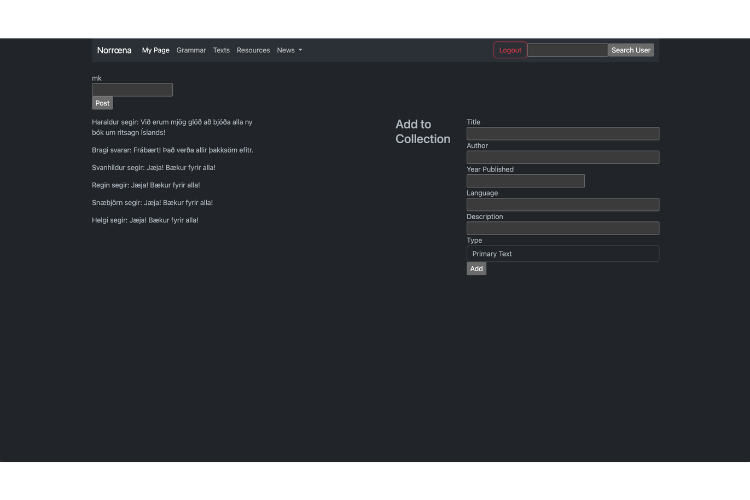 Norrœna My Page Grammar Texts Resources News Logout Search User
mk
Post
Haraldur segir: Við erum mjög glöð að bjóða alla ny
bók um ritsagn Íslands!
Bragi svarar: Frábært! Það verða allir þakksöm efitr.
Svanhildur segir: Jæja! Bækur fyrir alla!
Regin segir: Jæja! Bækur fyrir alla!
Snæbjörn segir: Jæja! Bækur fyrir alla!
Helgi segir: Jæja! Bækur fyrir alla!
Add to
Collection
Title
Author
Year Published
Language
Description
Type
Primary Text
Add